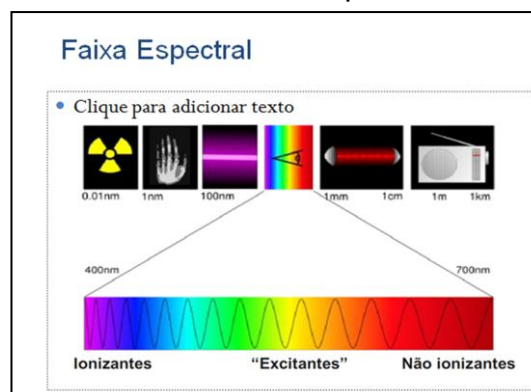 Faixa Espectral
• Clique para adicionar texto
0.01nm 1nm 100nm 1mm 1cm 1m 1km
400nm 700nm
Ionizantes "Excitantes" Não ionizantes